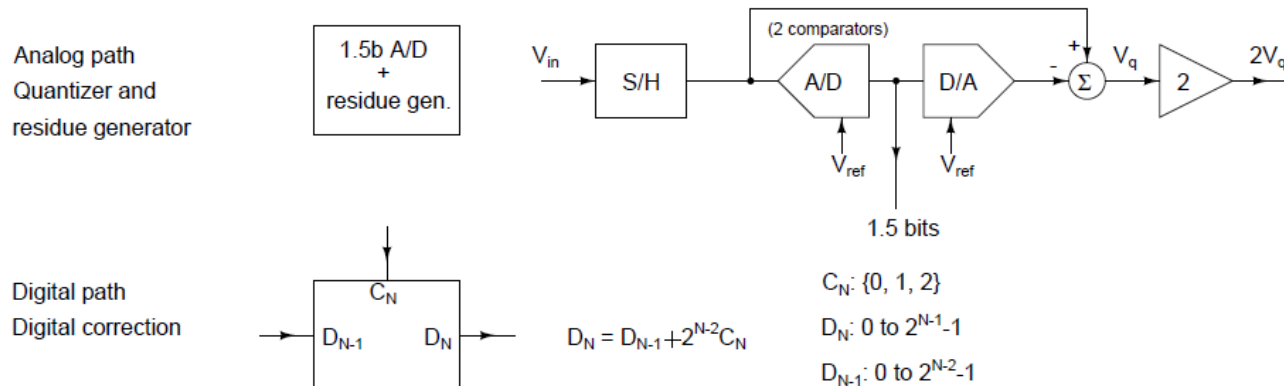 Analog path
Quantizer and
residue generator
1.5b A/D
+
residue gen.
V_in
S/H
(2 comparators)
A/D
D/A
+
-
Σ
V_q
2
2V_q
V_ref
V_ref
1.5 bits
Digital path
Digital correction
C_N
D_N-1
D_N
D_N = D_N-1+2^N-2C_N
C_N: {0, 1, 2}
D_N: 0 to 2^N-1-1
D_N-1: 0 to 2^N-2-1